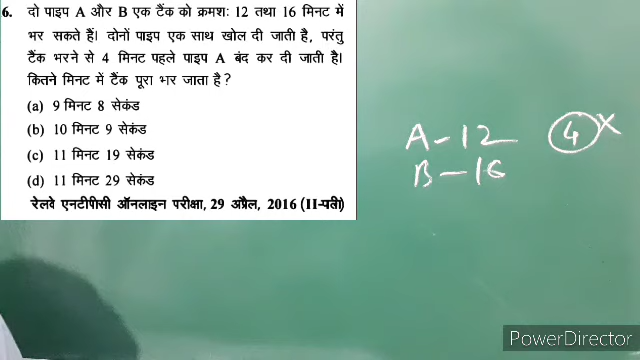 6. दो पाइप A और B एक टैंक को क्रमशः 12 तथा 16 मिनट में
भर सकते हैं। दोनों पाइप एक साथ खोल दी जाती है, परंतु
टैंक भरने से 4 मिनट पहले पाइप A बंद कर दी जाती है।
कितने मिनट में टैंक पूरा भर जाता है?
(a) 9 मिनट 8 सेकंड
(b) 10 मिनट 9 सेकंड
(c) 11 मिनट 19 सेकंड
(d) 11 मिनट 29 सेकंड
रेलवे एनटीपीसी ऑनलाइन परीक्षा, 29 अप्रैल, 2016 (II-पाली)
A - 12 4 x
B - 16
PowerDirector